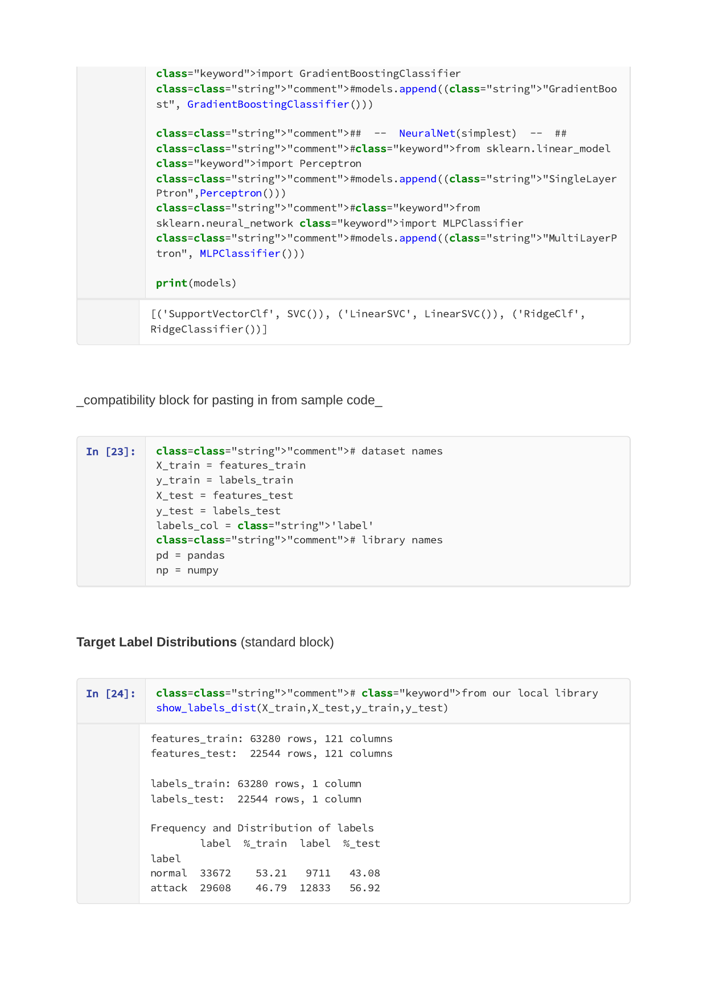 class="keyword">import GradientBoostingClassifier
class=class="string">"comment">#models.append((class="string">"GradientBoo
st", GradientBoostingClassifier()))
class=class="string">"comment">##  --  NeuralNet(simplest)  --  ##
class=class="string">"comment">#class="keyword">from sklearn.linear_model
class="keyword">import Perceptron
class=class="string">"comment">#models.append((class="string">"SingleLayer
Ptron",Perceptron()))
class=class="string">"comment">#class="keyword">from
sklearn.neural_network class="keyword">import MLPClassifier
class=class="string">"comment">#models.append((class="string">"MultiLayerP
tron", MLPClassifier()))
print(models)
[('SupportVectorClf', SVC()), ('LinearSVC', LinearSVC()), ('RidgeClf',
RidgeClassifier())]
_compatibility block for pasting in from sample code_
In [23]: class=class="string">"comment"># dataset names
X_train = features_train
y_train = labels_train
X_test = features_test
y_test = labels_test
labels_col = class="string">'label'
class=class="string">"comment"># library names
pd = pandas
np = numpy
Target Label Distributions (standard block)
In [24]: class=class="string">"comment"># class="keyword">from our local library
show_labels_dist(X_train,X_test,y_train,y_test)
features_train: 63280 rows, 121 columns
features_test:  22544 rows, 121 columns
labels_train: 63280 rows, 1 column
labels_test:  22544 rows, 1 column
Frequency and Distribution of labels
        label  %_train  label  %_test
label
normal  33672    53.21   9711   43.08
attack  29608    46.79  12833   56.92